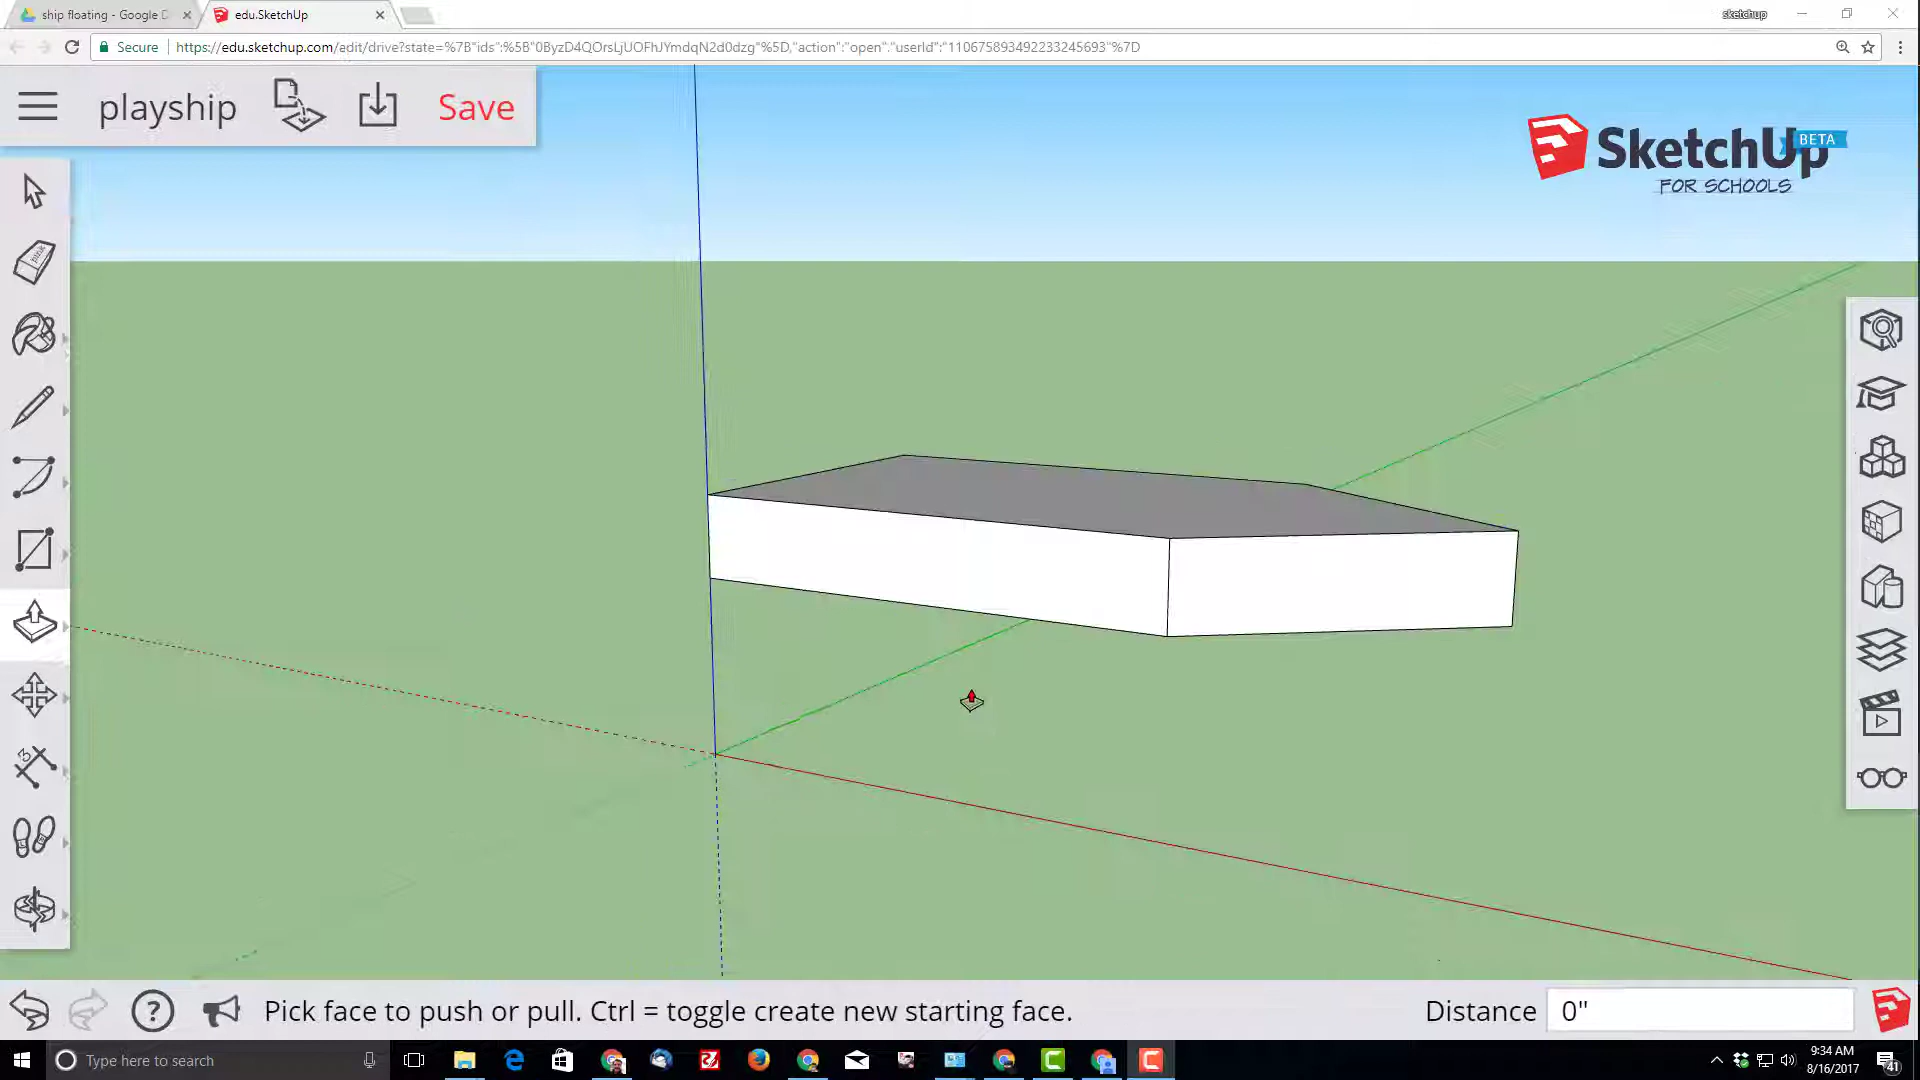 ship floating - Google D
edu.SketchUp
sketchup
Secure
https://edu.sketchup.com/edit/drive?state=%7B"ids":%5B"0ByzD4QOrsLjUOFhJYmdqN2d0dzg"%5D,"action":"open","userId":"110675893492233245693"%7D
playship
Save
SketchUp
BETA
FOR SCHOOLS
Pick face to push or pull. Ctrl = toggle create new starting face.
Distance
0"
Type here to search
9:34 AM
8/16/2017
41